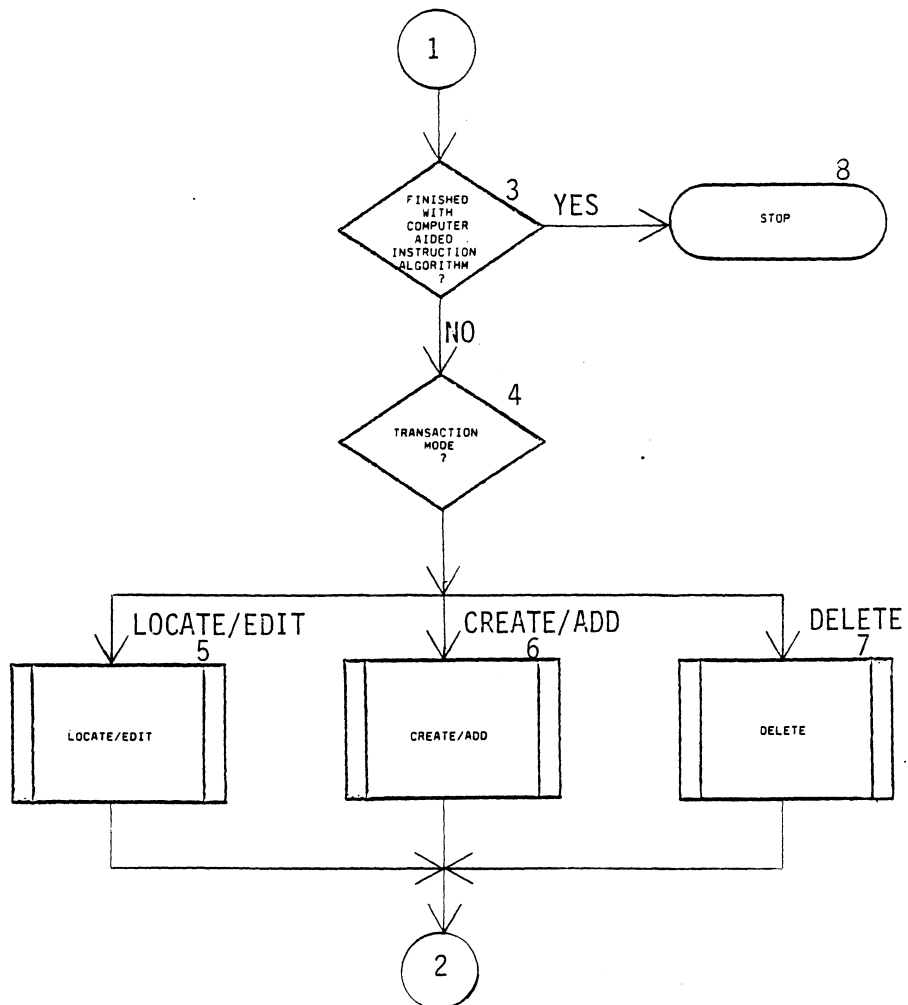 1
3
FINISHED
WITH
COMPUTER
AIDED
INSTRUCTION
ALGORITHM
?
YES
8
STOP
NO
4
TRANSACTION
MODE
?
LOCATE/EDIT
5
LOCATE/EDIT
CREATE/ADD
6
CREATE/ADD
DELETE
7
DELETE
2